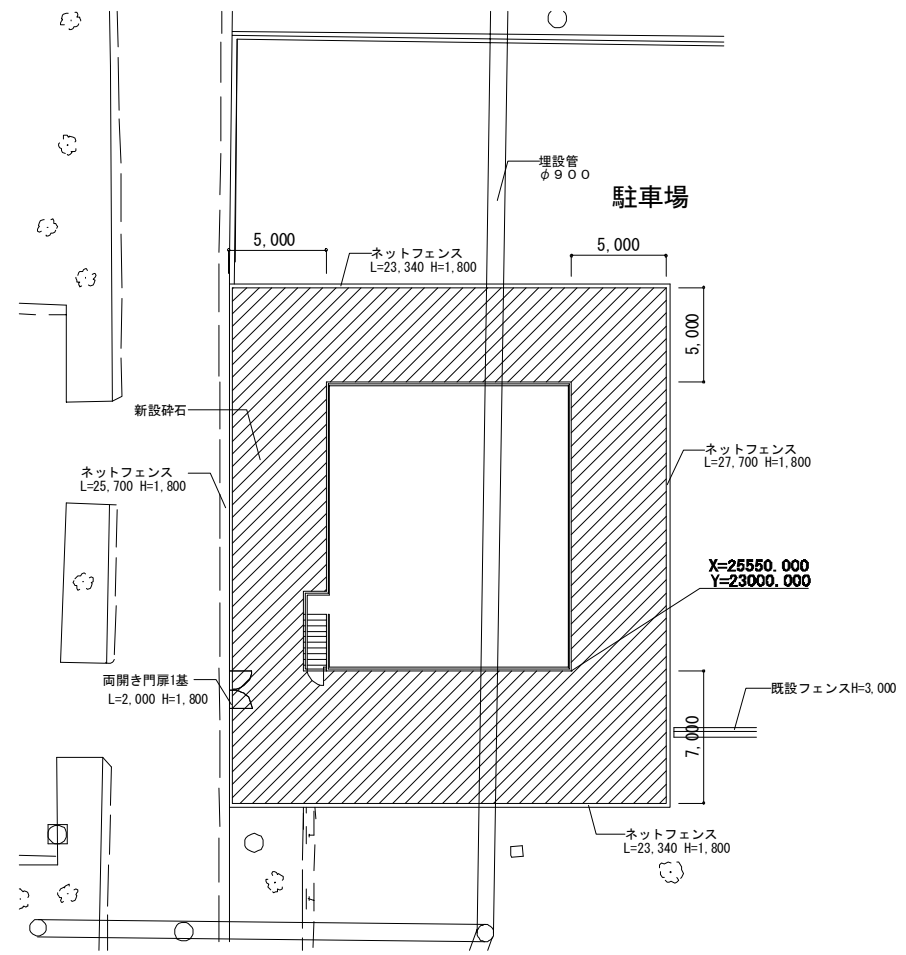 埋設管
φ９００
駐車場
5,000
5,000
ネットフェンス
L=23,340 H=1,800
5,000
新設砕石
ネットフェンス
L=27,700 H=1,800
ネットフェンス
L=25,700 H=1,800
X=25550.000
Y=23000.000
両開き門扉1基
L=2,000 H=1,800
既設フェンスH=3,000
7,000
ネットフェンス
L=23,340 H=1,800